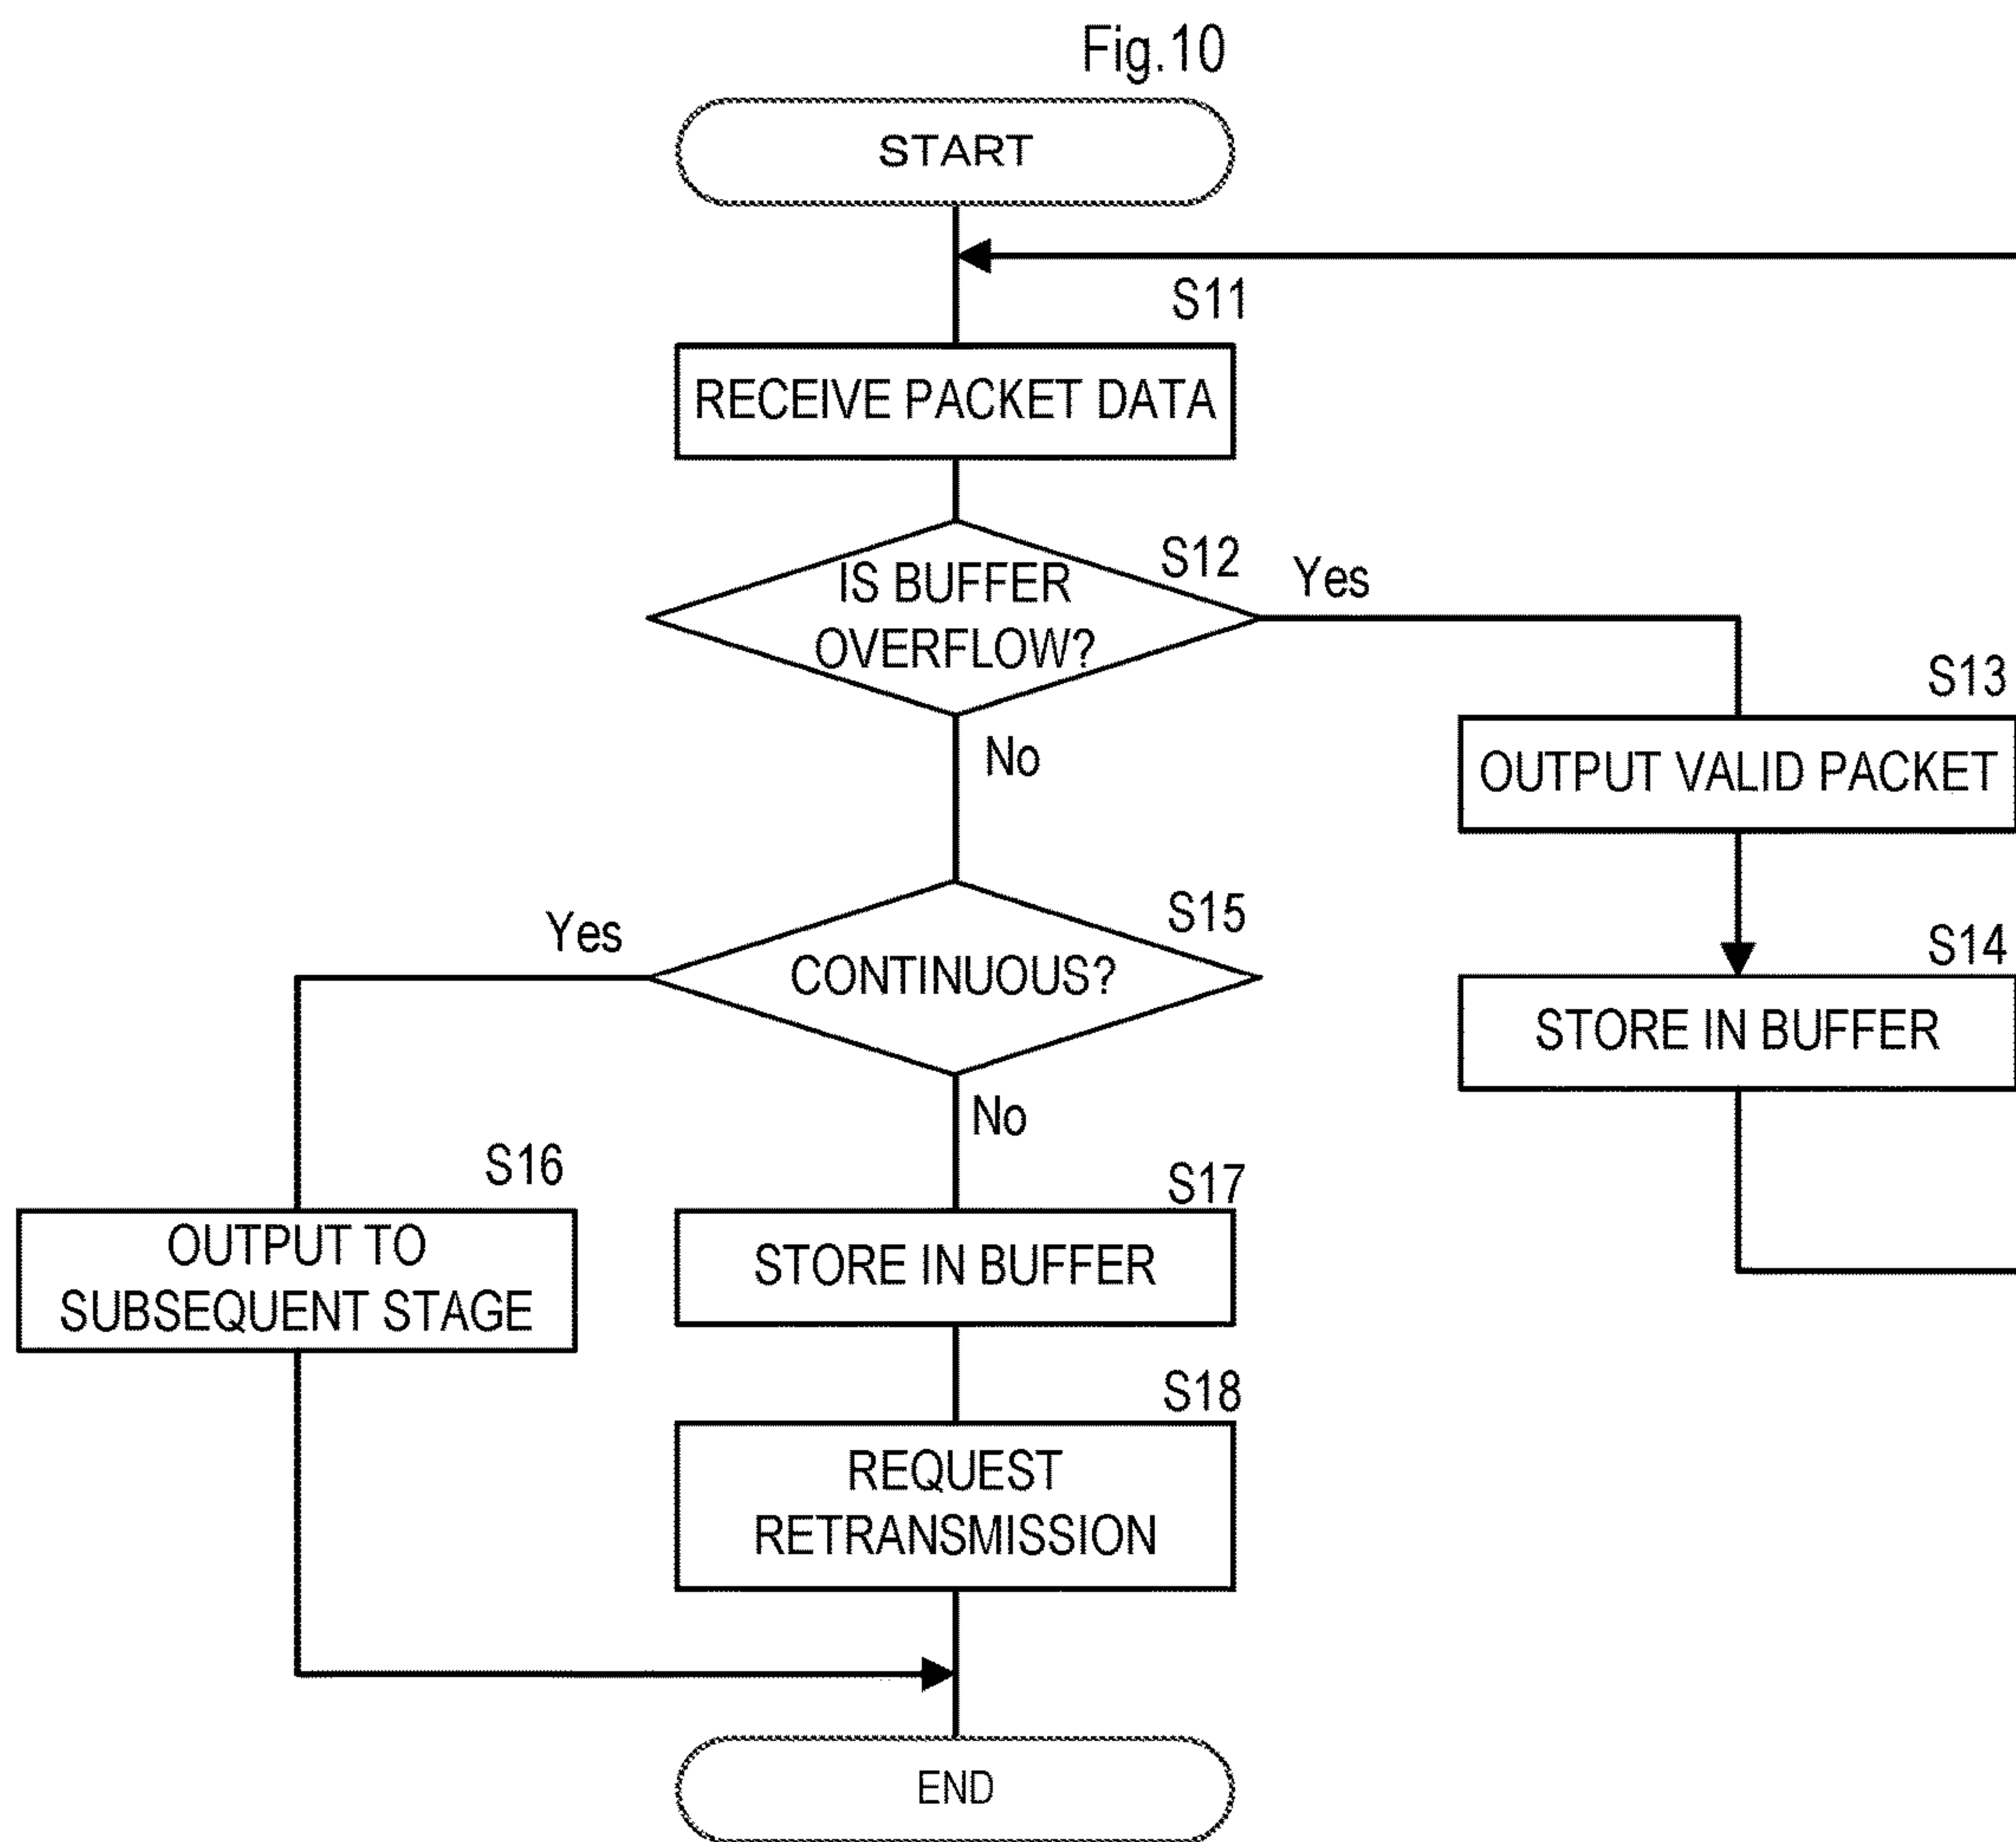 Fig.10
START
S11
RECEIVE PACKET DATA
S12
IS BUFFER
OVERFLOW?
Yes
No
S13
OUTPUT VALID PACKET
S14
STORE IN BUFFER
S15
CONTINUOUS?
Yes
No
S16
OUTPUT TO
SUBSEQUENT STAGE
S17
STORE IN BUFFER
S18
REQUEST
RETRANSMISSION
END